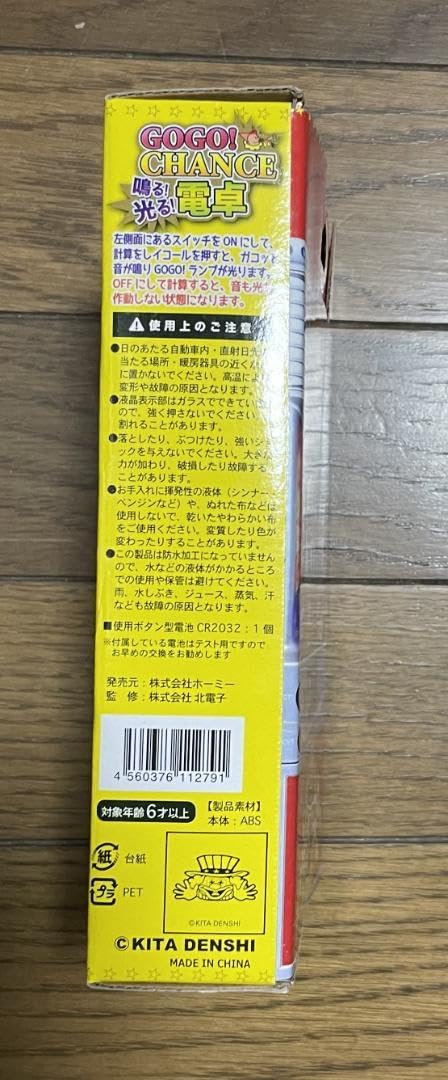 GOGO!
CHANCE
鳴る!
光る!
電卓
左側面にあるスイッチを ON にして、
計算をしイコールを押すと、ガコッと
音が鳴り GOGO! ランプが光ります。
OFF にして計算すると、音も光
作動しない状態になります。
使用上のご注意
●日のあたる自動車内・直射日光
当たる場所・暖房器具の近くな
に置かないでください。高温によ
変形や故障の原因となります。
●液晶表示部はガラスでできてい
ので、強く押さないでください
割れることがあります。
●落としたり、ぶつけたり、強いシ
ックを与えないでください。大き
力が加わり、破損したり故障する
ことがあります。
●お手入れに揮発性の液体（シンナー
ベンジンなど）や、ぬれた布などは
使用しないで、乾いたやわらかい布
をご使用ください。変質したり色が
変わったりすることがあります。
●この製品は防水加工になっていません
ので、水などの液体がかかるところ
での使用や保管は避けてください。
雨、水しぶき、ジュース、蒸気、汗
なども故障の原因となります。
■使用ボタン型電池 CR2032：1個
※付属している電池はテスト用ですので
お早めの交換をお勧めします
発売元：株式会社ホーミー
監　修：株式会社 北電子
4 560376 112791
対象年齢6才以上
【製品素材】
本体：ABS
紙 台紙
プラ PET
©KITA DENSHI
©KITA DENSHI
MADE IN CHINA